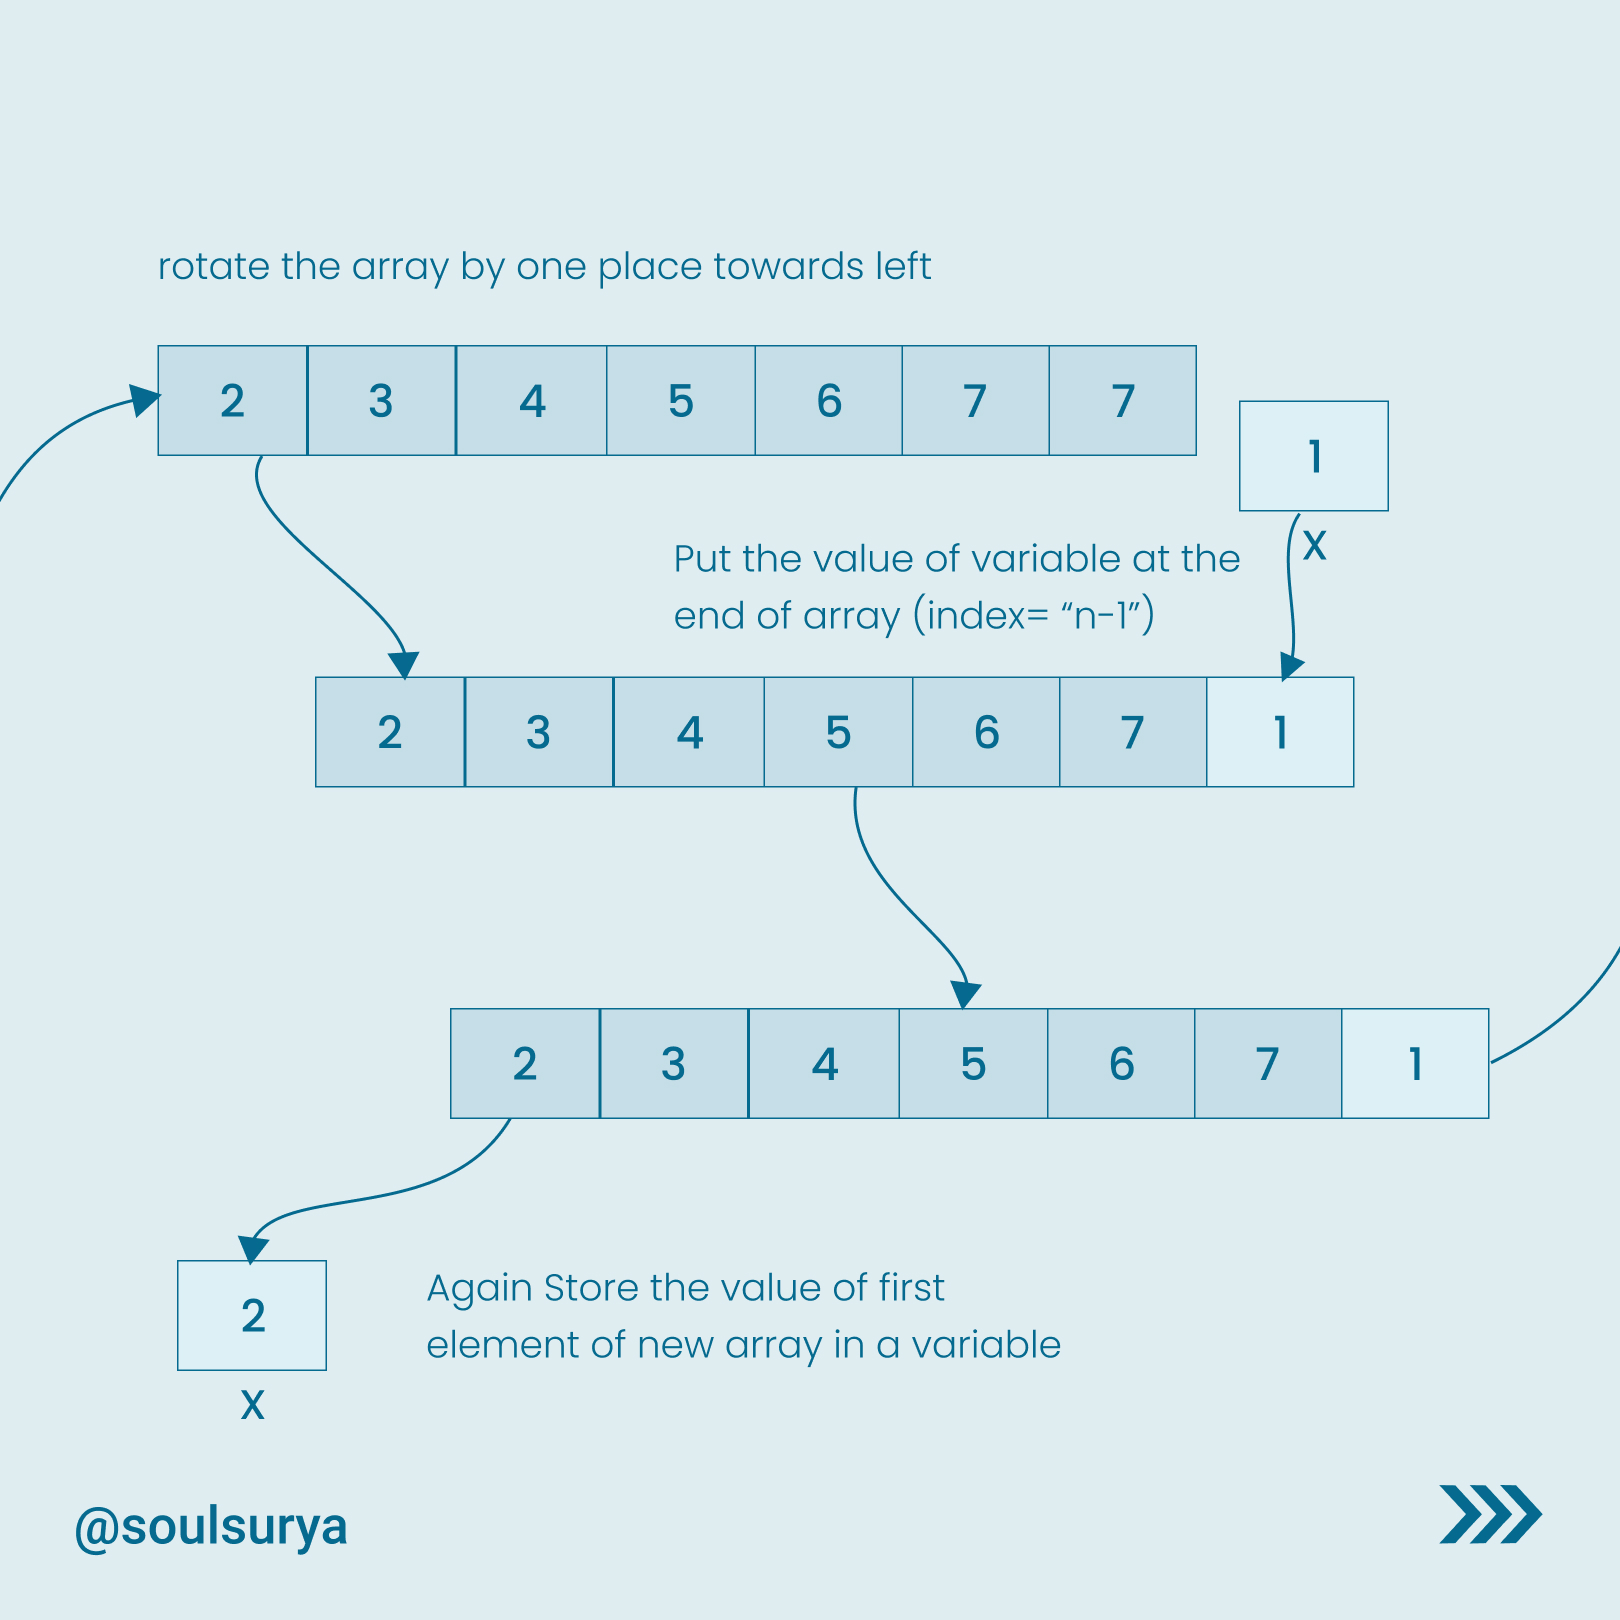 rotate the array by one place towards left
2 3 4 5 6 7 7
1
x
Put the value of variable at the
end of array (index= “n-1”)
2 3 4 5 6 7 1
2 3 4 5 6 7 1
2
x
Again Store the value of first
element of new array in a variable
@soulsurya